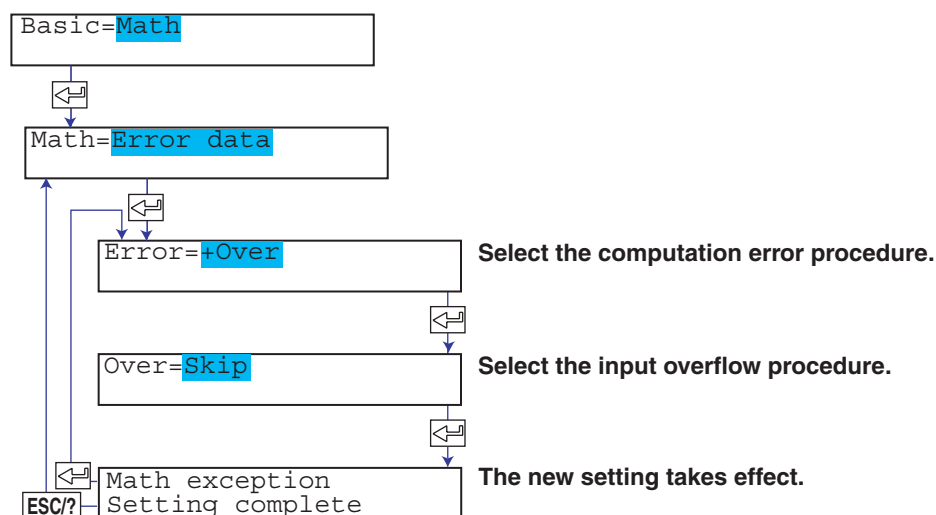 Basic=Math
Math=Error data
Error=+Over
Select the computation error procedure.
Over=Skip
Select the input overflow procedure.
Math exception
Setting complete
The new setting takes effect.
ESC/?